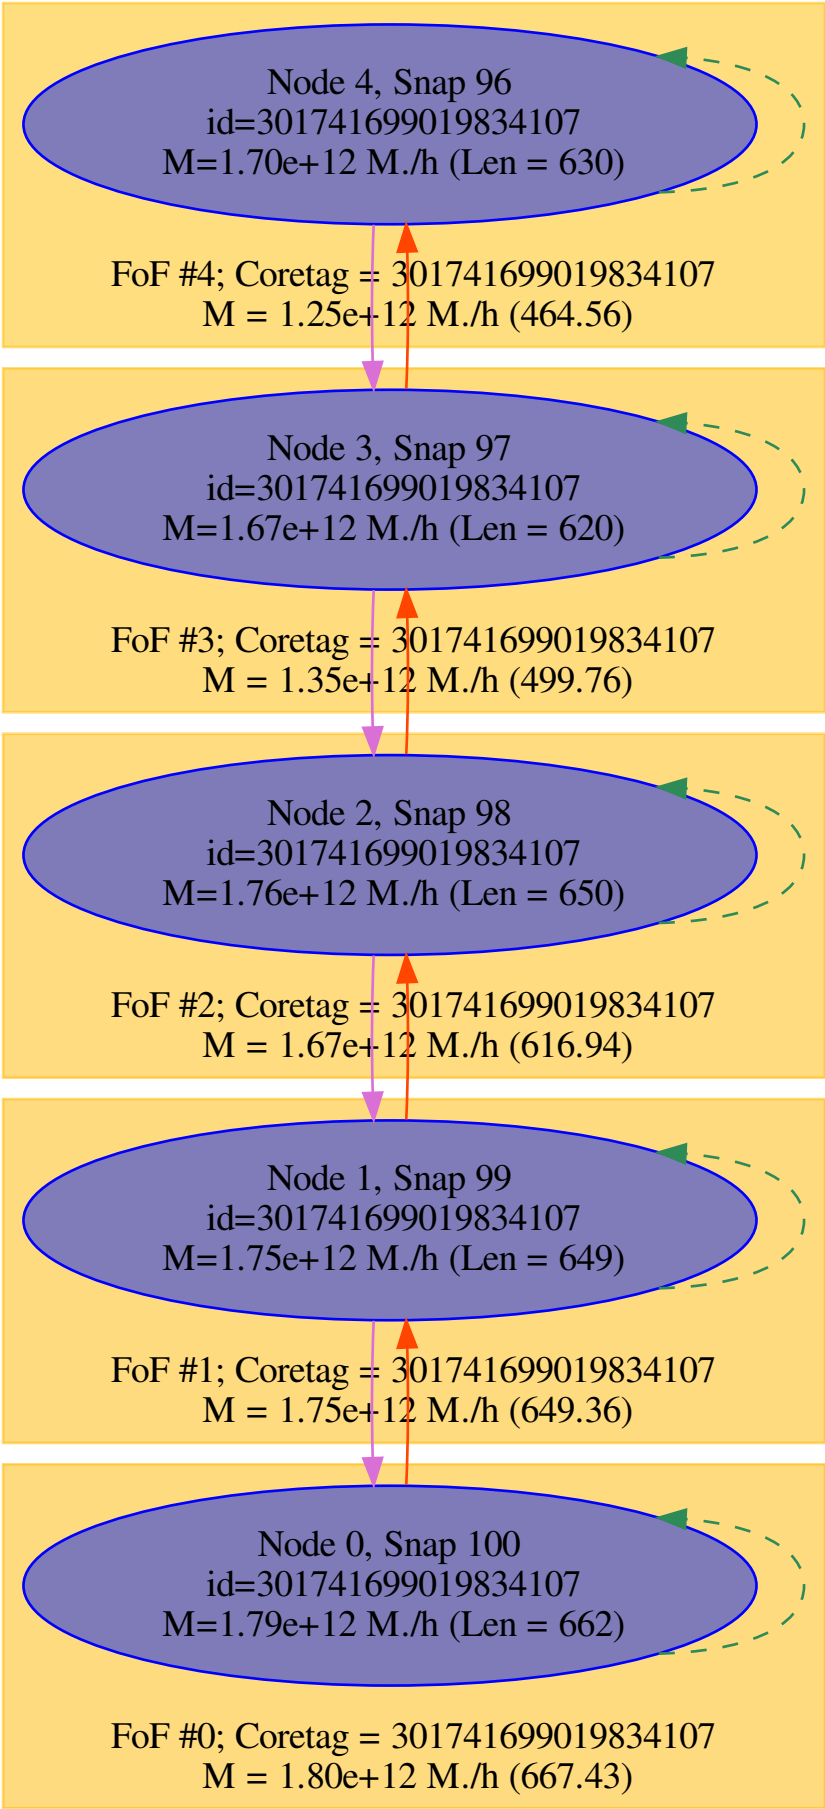 Node 4, Snap 96
id=301741699019834107
M=1.70e+12 M./h (Len = 630)
FoF #4; Coretag = 301741699019834107
M = 1.25e+12 M./h (464.56)
Node 3, Snap 97
id=301741699019834107
M=1.67e+12 M./h (Len = 620)
FoF #3; Coretag = 301741699019834107
M = 1.35e+12 M./h (499.76)
Node 2, Snap 98
id=301741699019834107
M=1.76e+12 M./h (Len = 650)
FoF #2; Coretag = 301741699019834107
M = 1.67e+12 M./h (616.94)
Node 1, Snap 99
id=301741699019834107
M=1.75e+12 M./h (Len = 649)
FoF #1; Coretag = 301741699019834107
M = 1.75e+12 M./h (649.36)
Node 0, Snap 100
id=301741699019834107
M=1.79e+12 M./h (Len = 662)
FoF #0; Coretag = 301741699019834107
M = 1.80e+12 M./h (667.43)